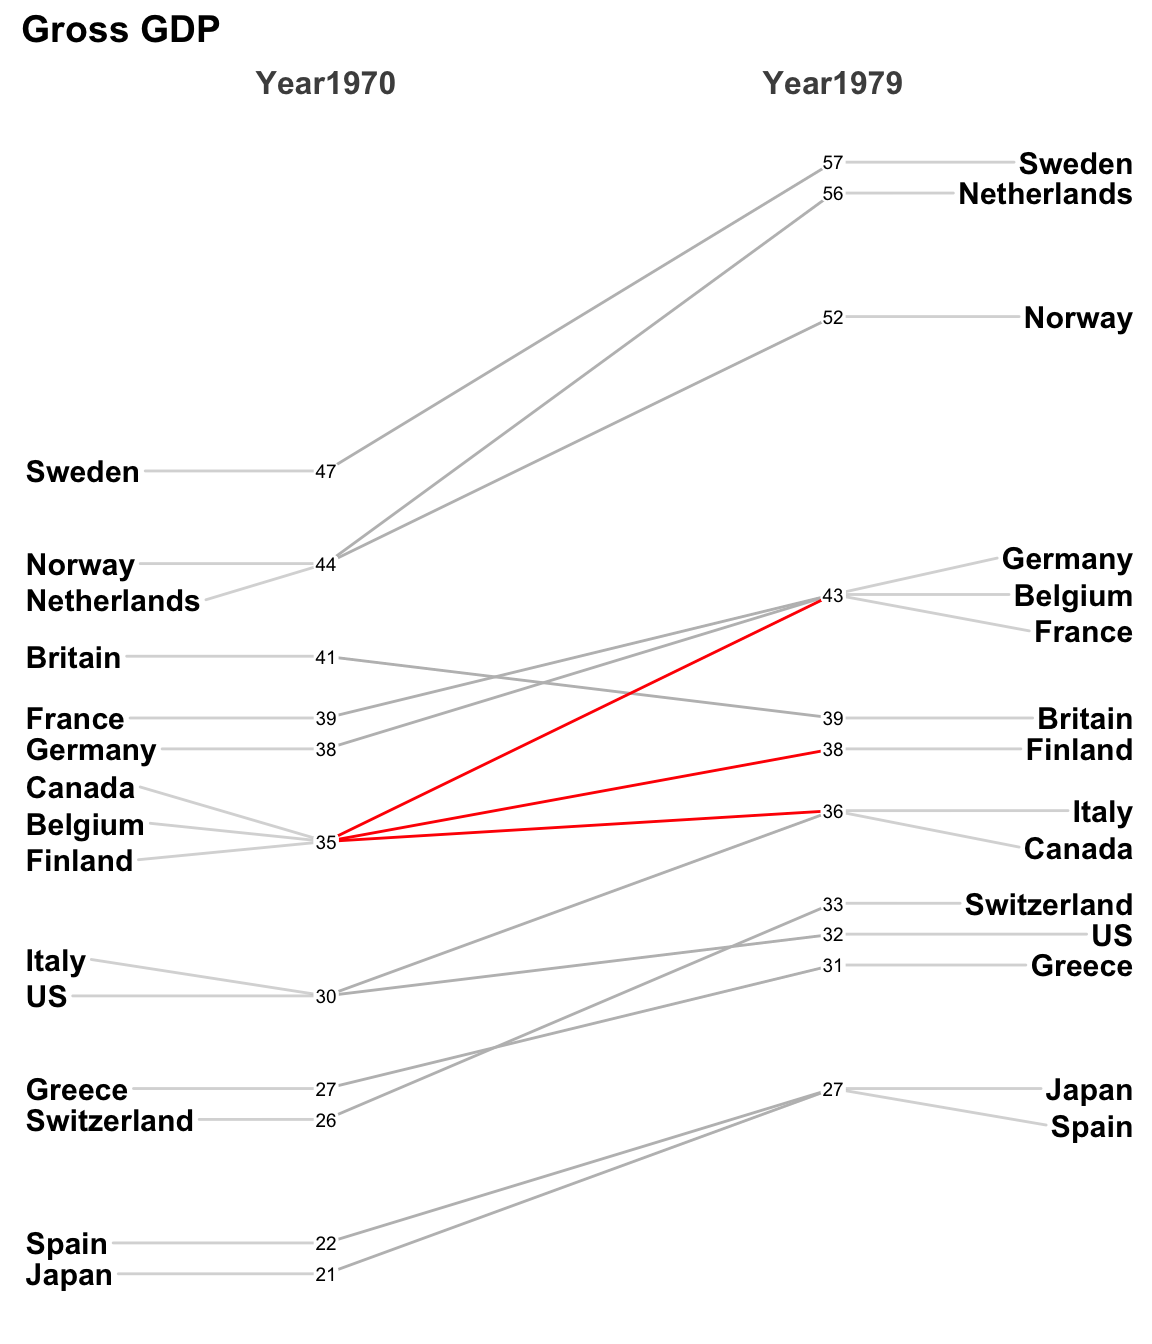 Gross GDP
Year1970 Year1979
57 Sweden
56 Netherlands
52 Norway
Sweden 47
Germany
Norway 44
43 Belgium
Netherlands
France
Britain 41
France 39 39 Britain
Germany 38 38 Finland
Canada
36 Italy
Belgium
35
Canada
Finland
33 Switzerland
32 US
Italy
31 Greece
US 30
Greece 27 27 Japan
Switzerland 26
Spain
Spain 22
Japan 21